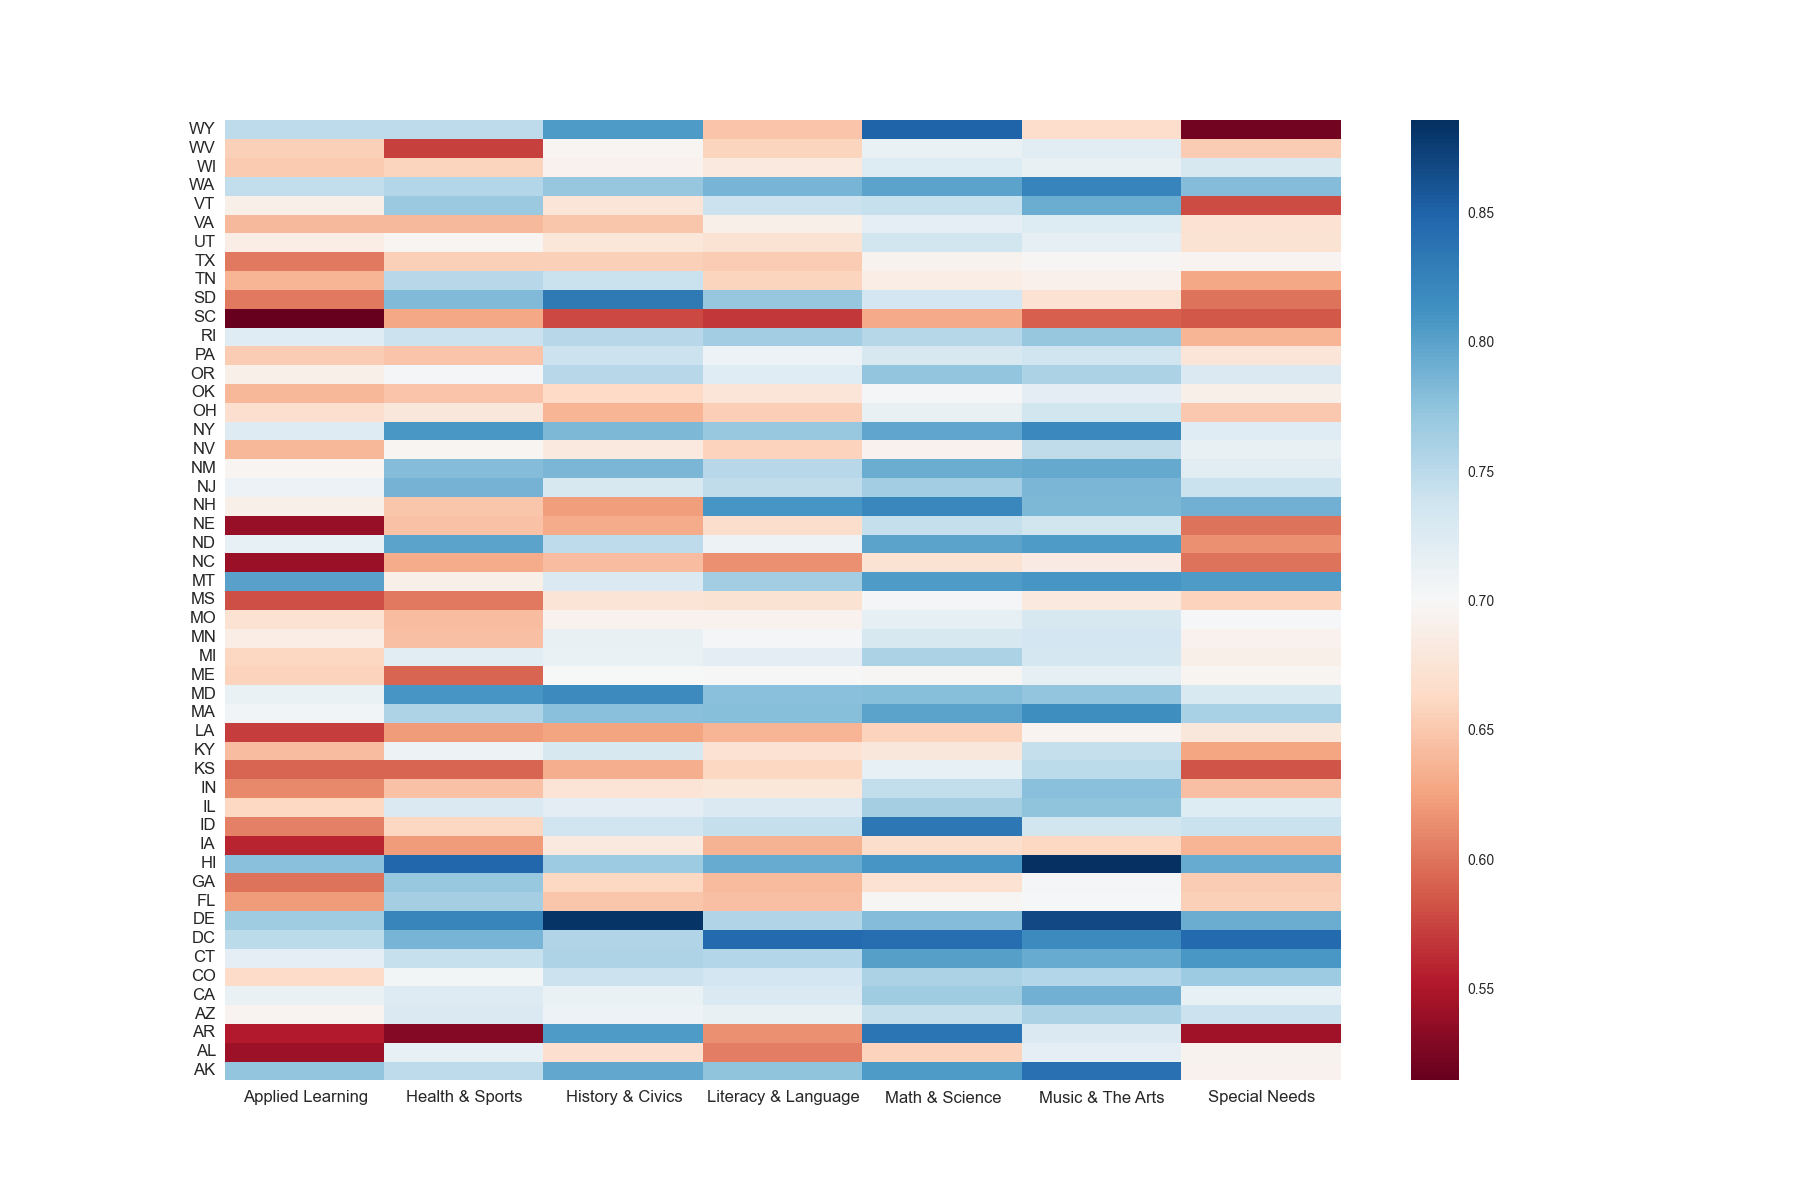 WY
WV
WI
WA
VT
VA
UT
TX
TN
SD
SC
RI
PA
OR
OK
OH
NY
NV
NM
NJ
NH
NE
ND
NC
MT
MS
MO
MN
MI
ME
MD
MA
LA
KY
KS
IN
IL
ID
IA
HI
GA
FL
DE
DC
CT
CO
CA
AZ
AR
AL
AK
Applied Learning Health & Sports History & Civics Literacy & Language Math & Science Music & The Arts Special Needs
0.85
0.80
0.75
0.70
0.65
0.60
0.55